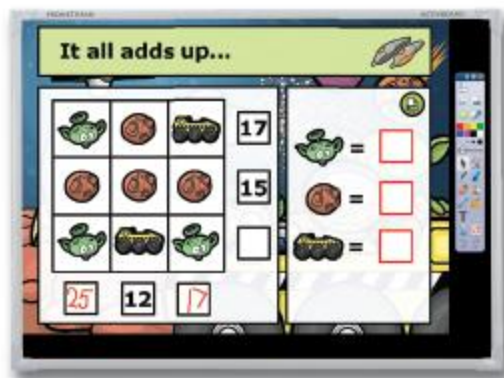 It all adds up...
17
=
15
=
=
25 12 17
T